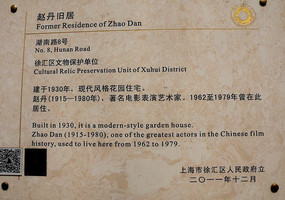 赵丹旧居
Former Residence of Zhao Dan
湖南路8号
No. 8, Hunan Road
徐汇区文物保护单位
Cultural Relic Preservation Unit of Xuhui District
建于1930年，现代风格花园住宅。
赵丹（1915—1980年），著名电影表演艺术家，1962至1979年曾在此
居住。
Built in 1930, it is a modern-style garden house.
Zhao Dan (1915-1980), one of the greatest actors in the Chinese film
history, used to live here from 1962 to 1979.
上海市徐汇区人民政府立
二〇一一年十二月